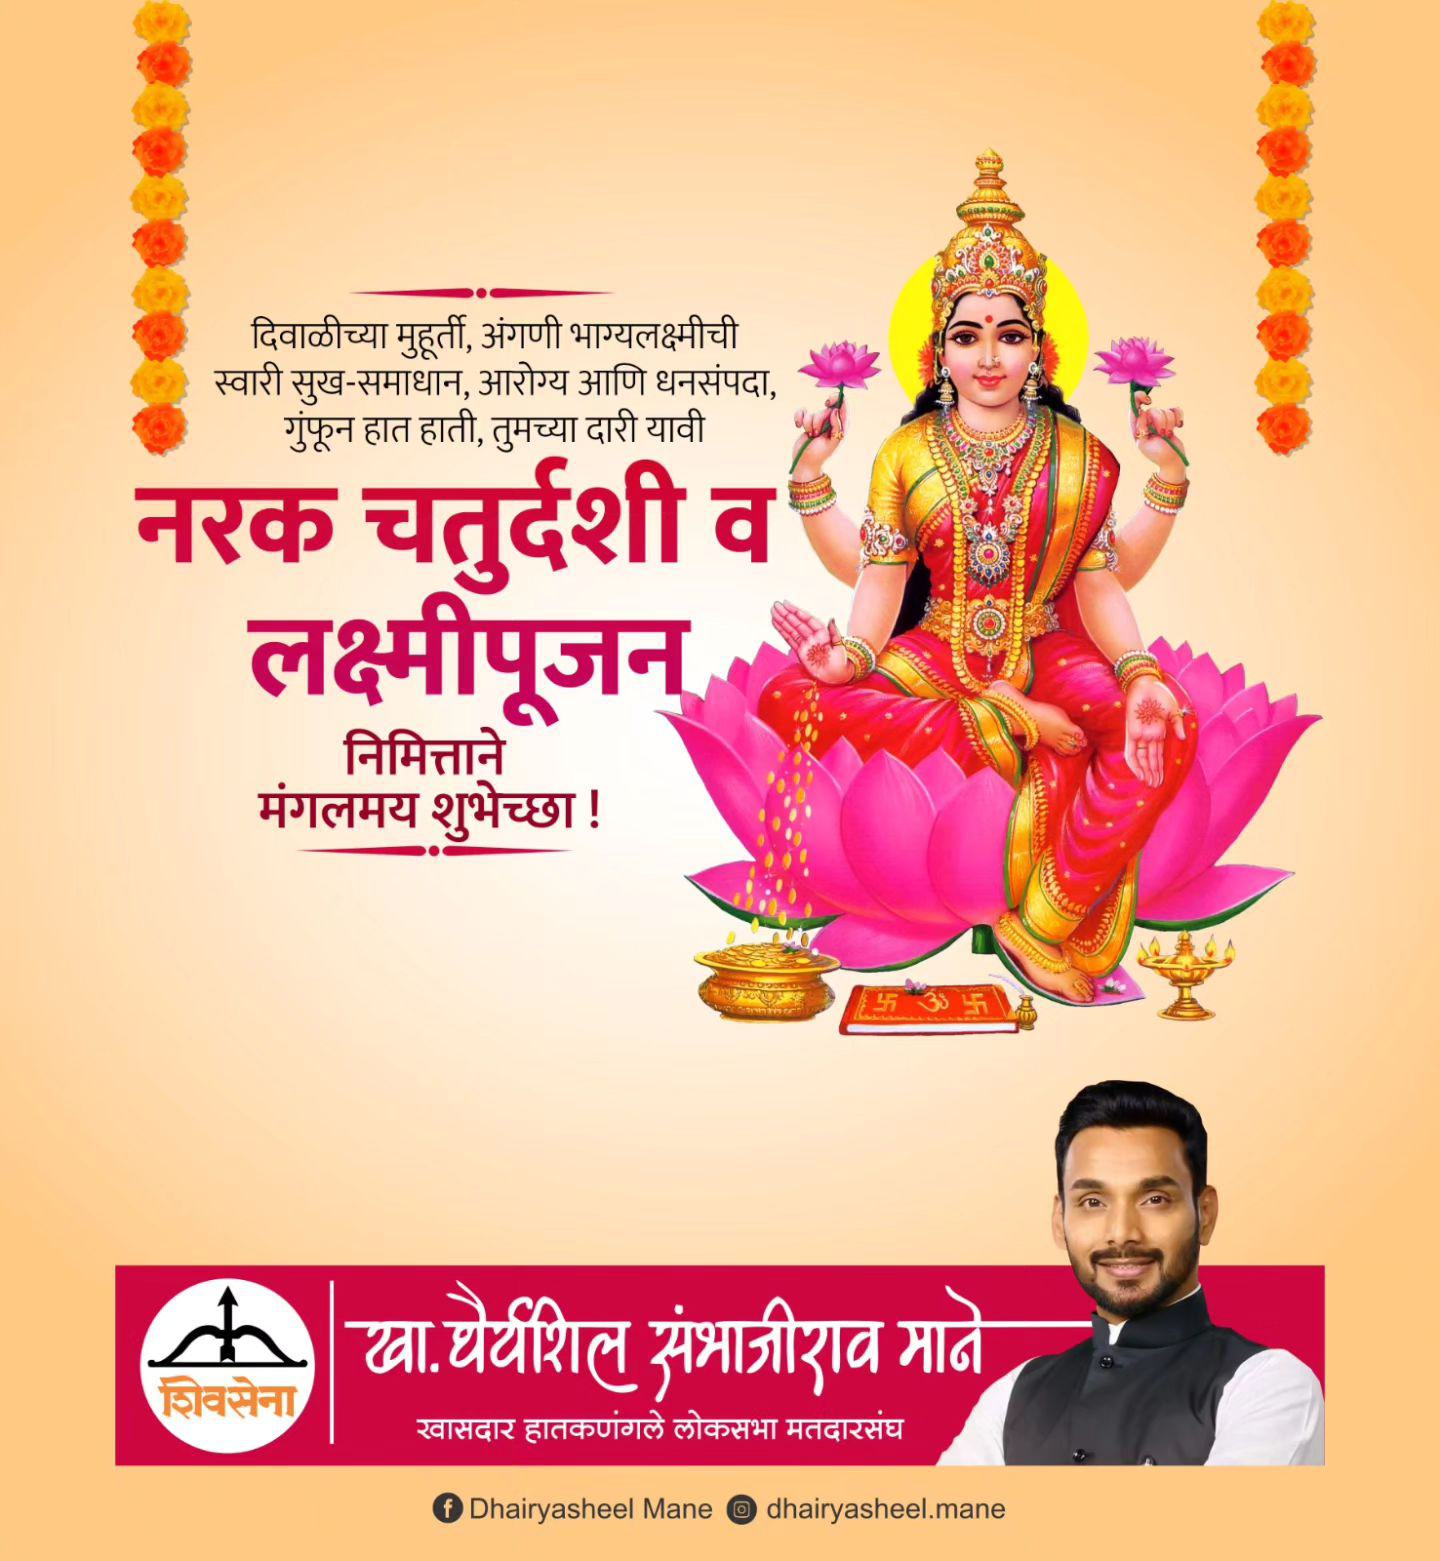 दिवाळीच्या मुहूर्ती, अंगणी भाग्यलक्ष्मीची
स्वारी सुख-समाधान, आरोग्य आणि धनसंपदा,
गुंफून हात हाती, तुमच्या दारी यावी
नरक चतुर्दशी व
लक्ष्मीपूजन
निमित्ताने
मंगलमय शुभेच्छा !
ॐ
शिवसेना
खा. धैर्यशिल संभाजीराव माने
खासदार हातकणंगले लोकसभा मतदारसंघ
Dhairyasheel Mane dhairyasheel.mane